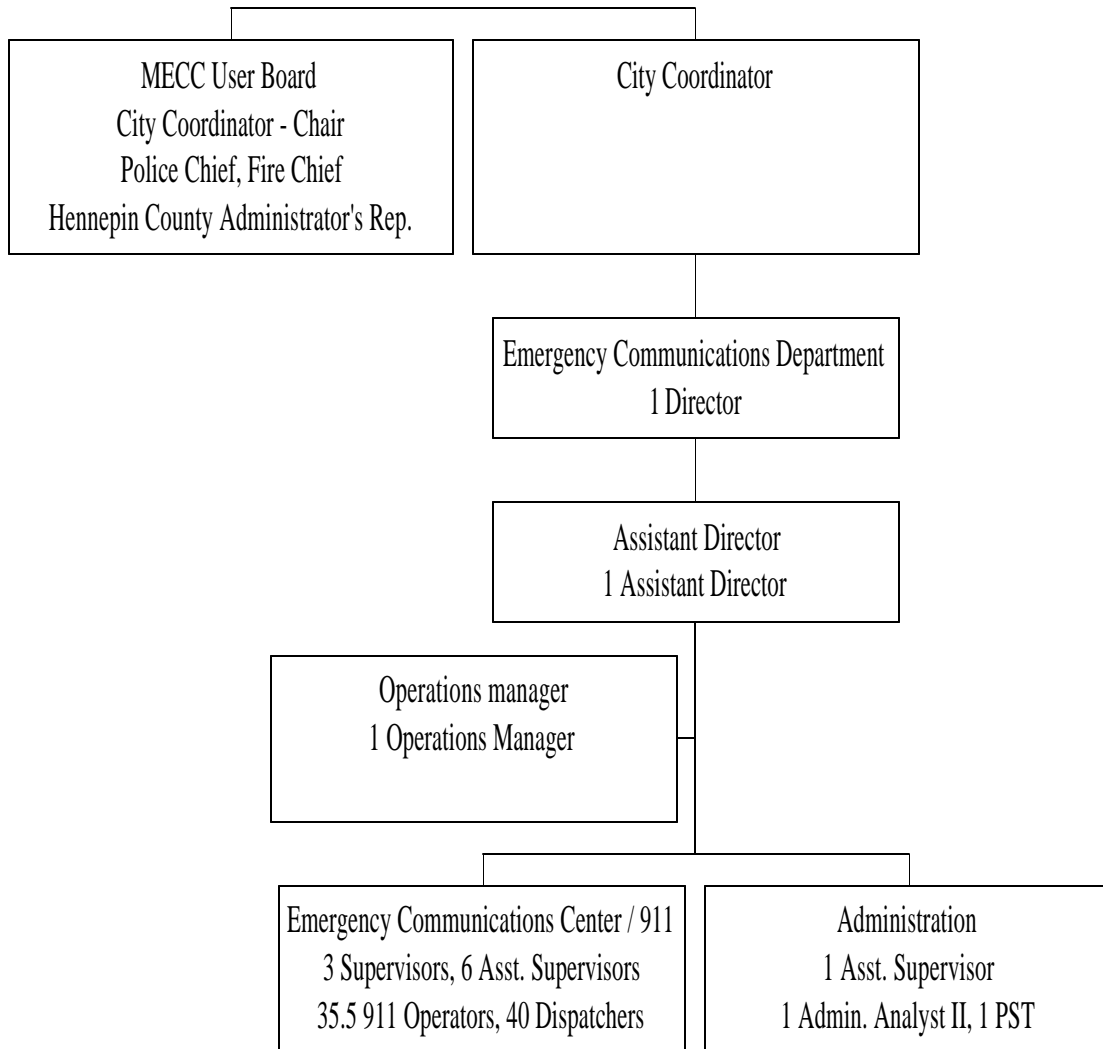 MECC User Board
City Coordinator - Chair
Police Chief, Fire Chief
Hennepin County Administrator's Rep.
City Coordinator
Emergency Communications Department
1 Director
Assistant Director
1 Assistant Director
Operations manager
1 Operations Manager
Emergency Communications Center / 911
3 Supervisors, 6 Asst. Supervisors
35.5 911 Operators, 40 Dispatchers
Administration
1 Asst. Supervisor
1 Admin. Analyst II, 1 PST